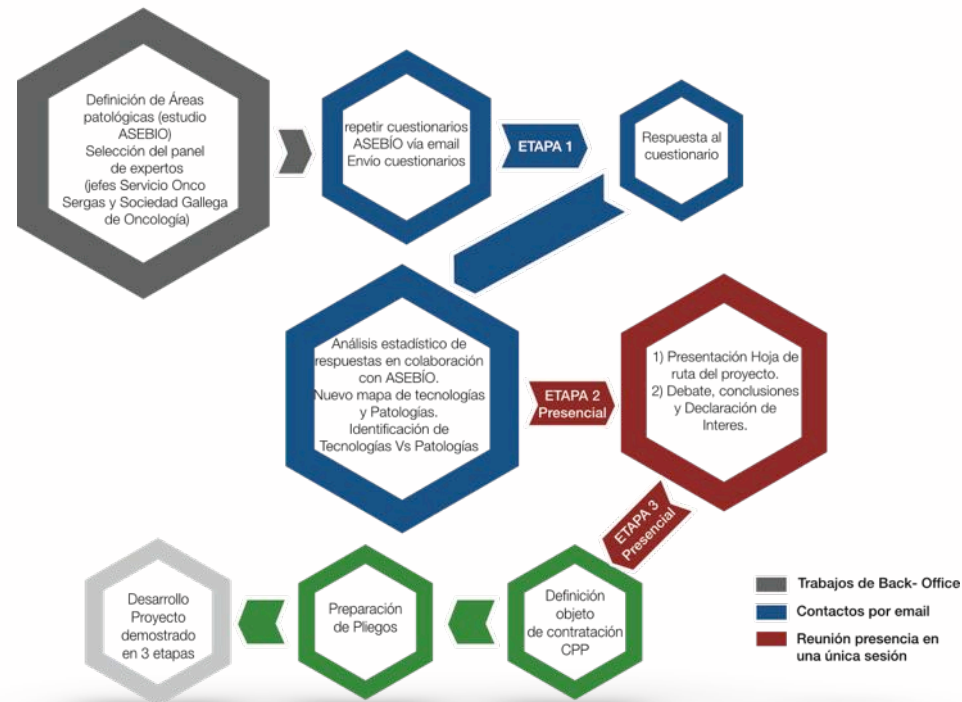 Definición de Áreas
patológicas (estudio
ASEBIO)
Selección del panel
de expertos
(jefes Servicio Onco
Sergas y Sociedad Gallega
de Oncología)
repetir cuestionarios
ASEBÍO vía email
Envío cuestionarios
ETAPA 1
Respuesta al
cuestionario
Análisis estadístico de
respuestas en colaboración
con ASEBÍO.
Nuevo mapa de tecnologías
y Patologías.
Identificación de
Tecnologías Vs Patologías
ETAPA 2
Presencial
1) Presentación Hoja de
ruta del proyecto.
2) Debate, conclusiones
y Declaración de
Interes.
ETAPA 3
Presencial
Definición
objeto
de contratación
CPP
Preparación
de Pliegos
Desarrollo
Proyecto
demostrado
en 3 etapas
Trabajos de Back- Office
Contactos por email
Reunión presencia en
una única sesión